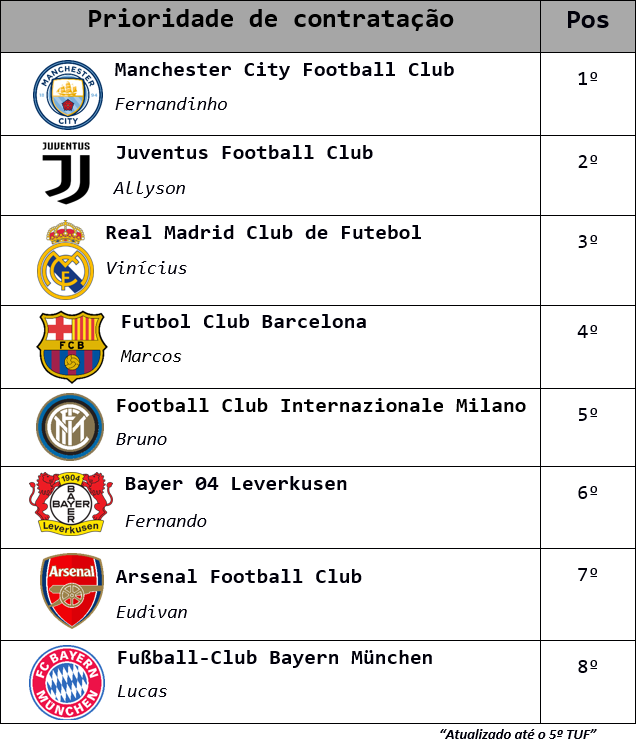 Prioridade de contratação Pos
MANCHESTER
18 94
CITY
Manchester City Football Club
Fernandinho
1º
JUVENTUS
Juventus Football Club
Allyson
2º
Real Madrid Club de Futebol
Vinícius
3º
FCB
Futbol Club Barcelona
Marcos
4º
Football Club Internazionale Milano
Bruno
5º
1904
BAYER
BAYER
Leverkusen
Bayer 04 Leverkusen
Fernando
6º
Arsenal
Arsenal Football Club
Eudivan
7º
FC BAYERN
MÜNCHEN
Fußball-Club Bayern München
Lucas
8º
“Atualizado até o 5º TUF”